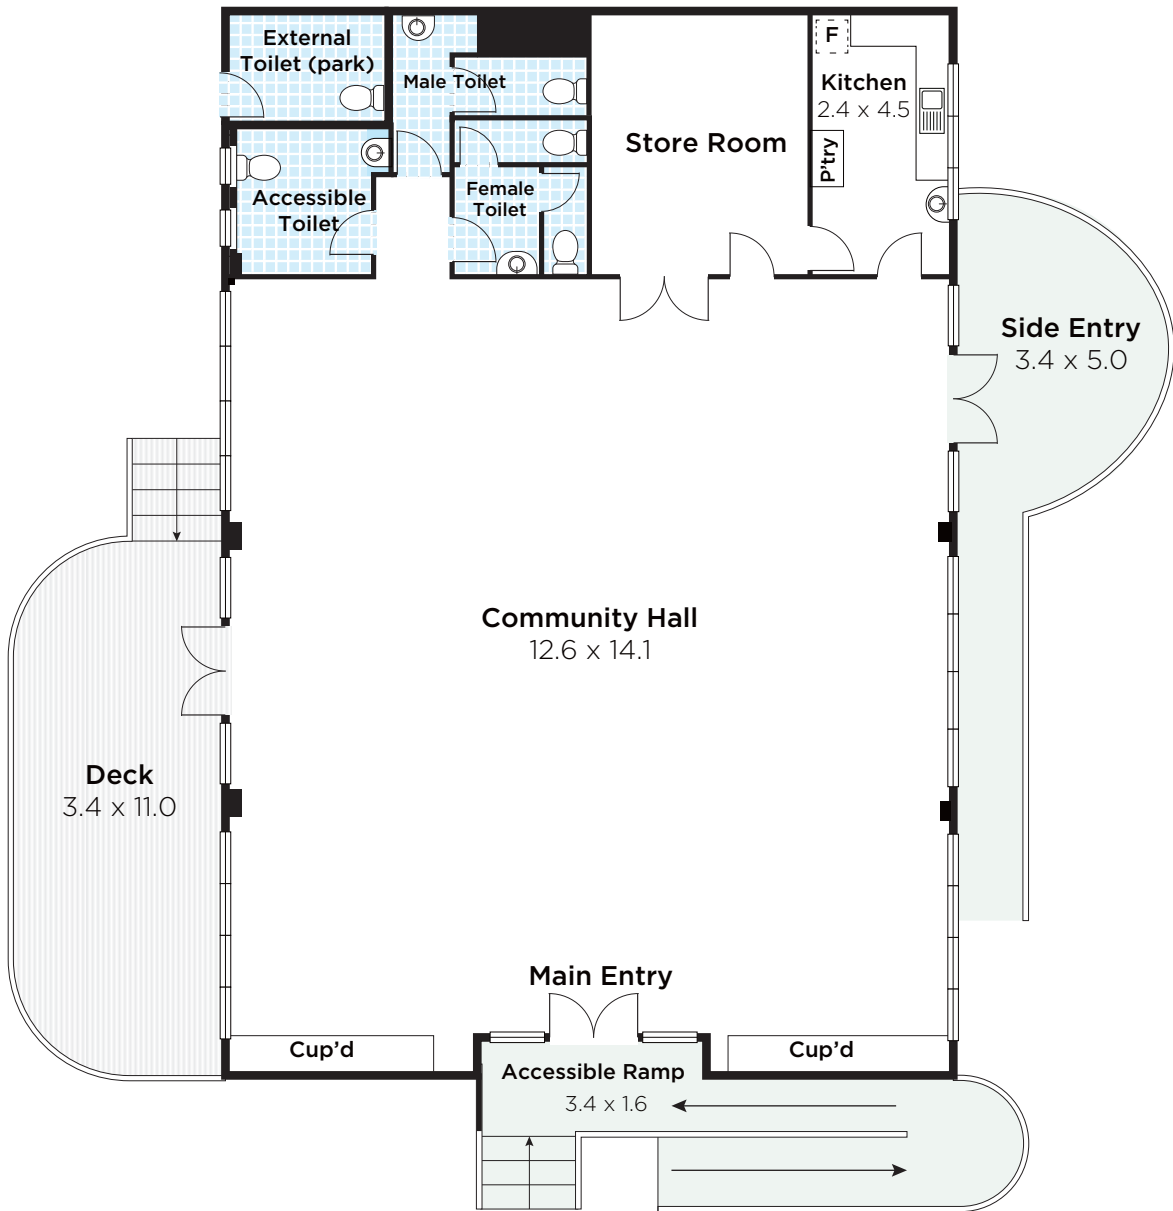 External
Toilet (park)
Male Toilet
F
Kitchen
2.4 x 4.5
Store Room
P'try
Accessible
Toilet
Female
Toilet
Side Entry
3.4 x 5.0
Community Hall
12.6 x 14.1
Deck
3.4 x 11.0
Main Entry
Cup'd
Cup'd
Accessible Ramp
3.4 x 1.6